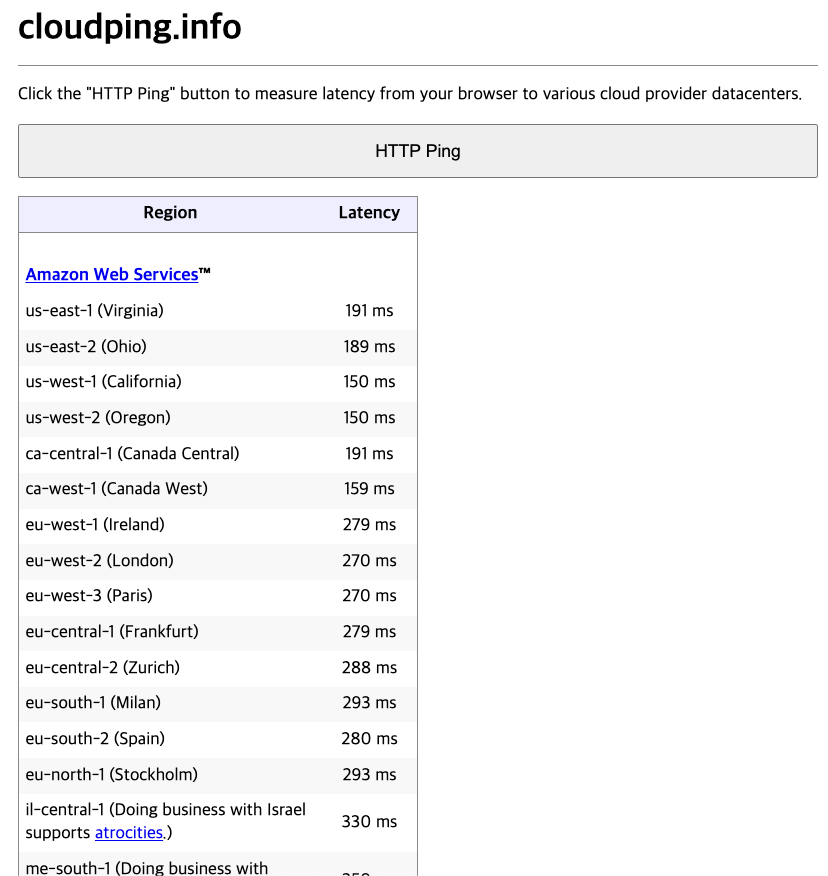 cloudping.info
Click the "HTTP Ping" button to measure latency from your browser to various cloud provider datacenters.
HTTP Ping
Region Latency
Amazon Web Services™
us-east-1 (Virginia) 191 ms
us-east-2 (Ohio) 189 ms
us-west-1 (California) 150 ms
us-west-2 (Oregon) 150 ms
ca-central-1 (Canada Central) 191 ms
ca-west-1 (Canada West) 159 ms
eu-west-1 (Ireland) 279 ms
eu-west-2 (London) 270 ms
eu-west-3 (Paris) 270 ms
eu-central-1 (Frankfurt) 279 ms
eu-central-2 (Zurich) 288 ms
eu-south-1 (Milan) 293 ms
eu-south-2 (Spain) 280 ms
eu-north-1 (Stockholm) 293 ms
il-central-1 (Doing business with Israel
supports atrocities.) 330 ms
me-south-1 (Doing business with